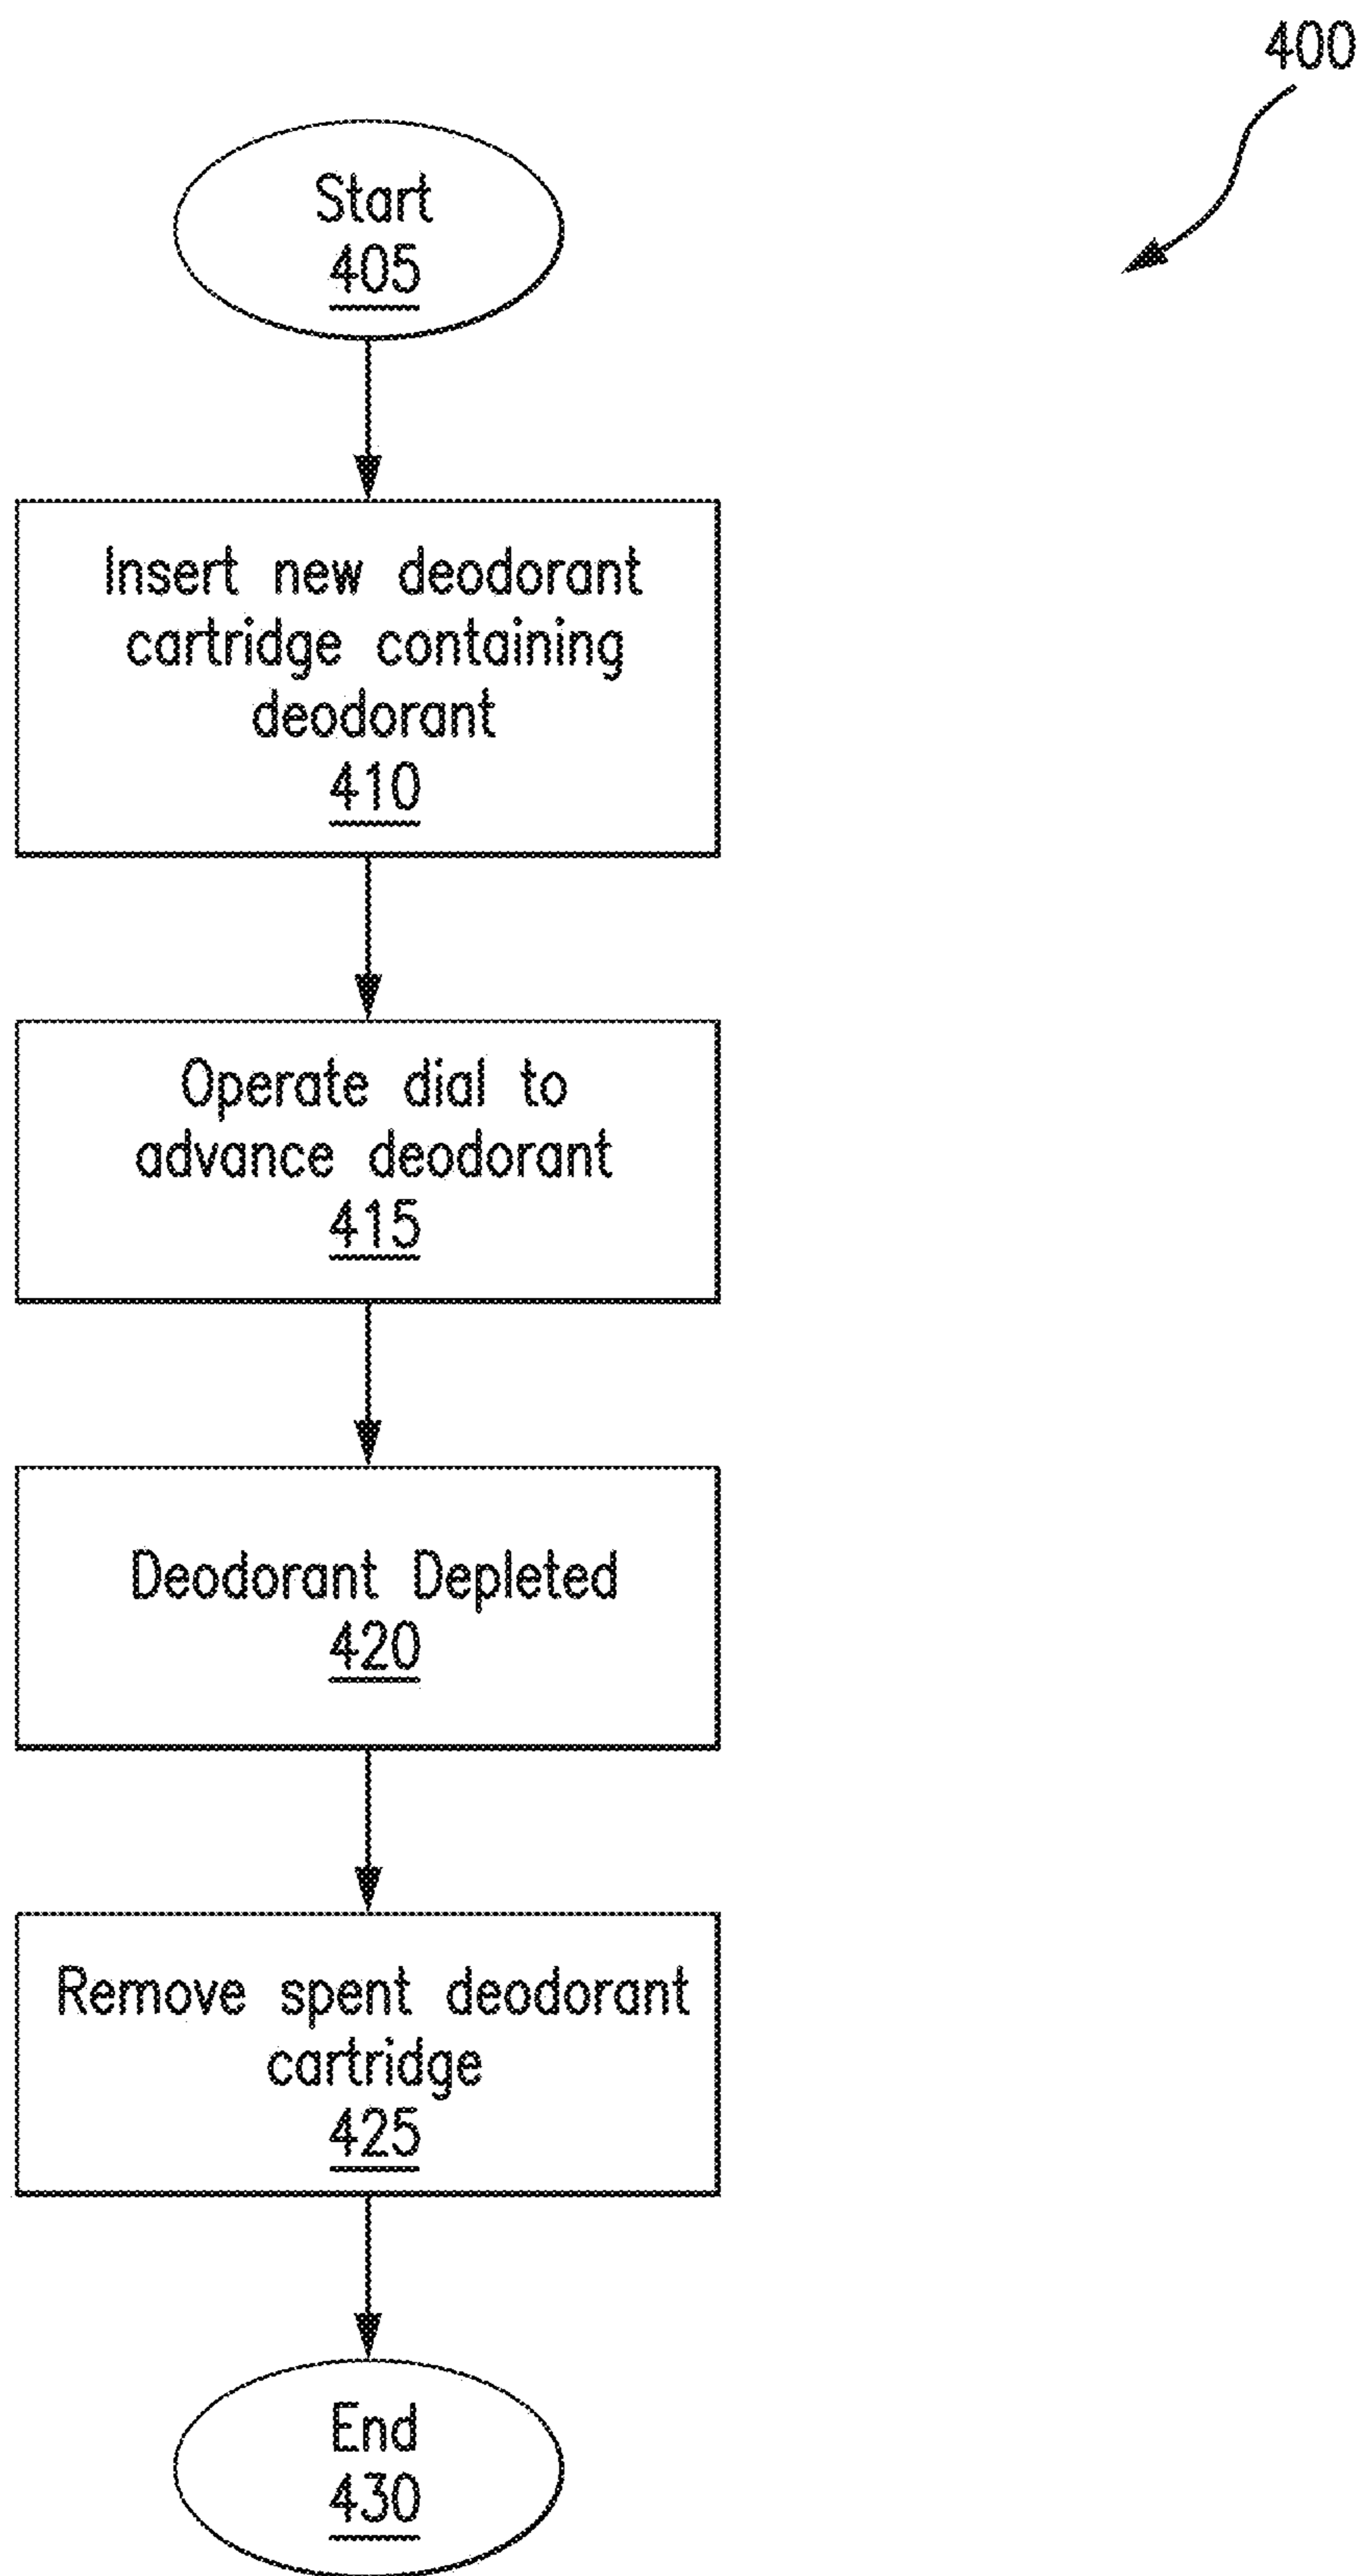 400
Start
405
Insert new deodorant
cartridge containing
deodorant
410
Operate dial to
advance deodorant
415
Deodorant Depleted
420
Remove spent deodorant
cartridge
425
End
430